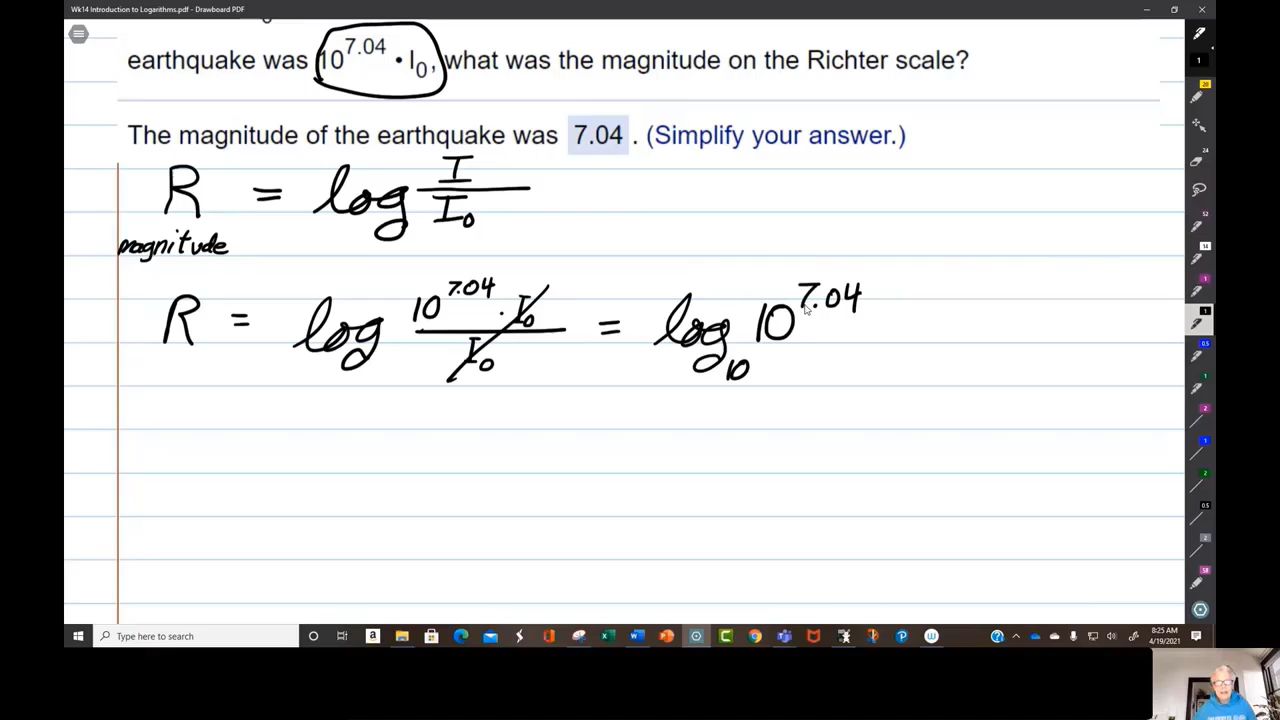 Wk14 Introduction to Logarithms.pdf - Drawboard PDF
earthquake was 10^7.04 • I₀, what was the magnitude on the Richter scale?
The magnitude of the earthquake was 7.04 . (Simplify your answer.)
R = log I/I₀
magnitude
R = log 10^7.04 · I₀ / I₀ = log₁₀ 10^7.04
Type here to search
8:25 AM
4/19/2021